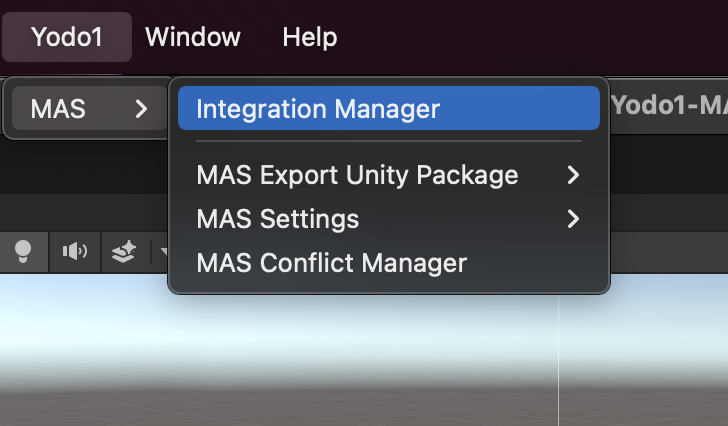 Yodo1 Window Help
MAS Integration Manager Yodo1-MA
MAS Export Unity Package
MAS Settings
MAS Conflict Manager